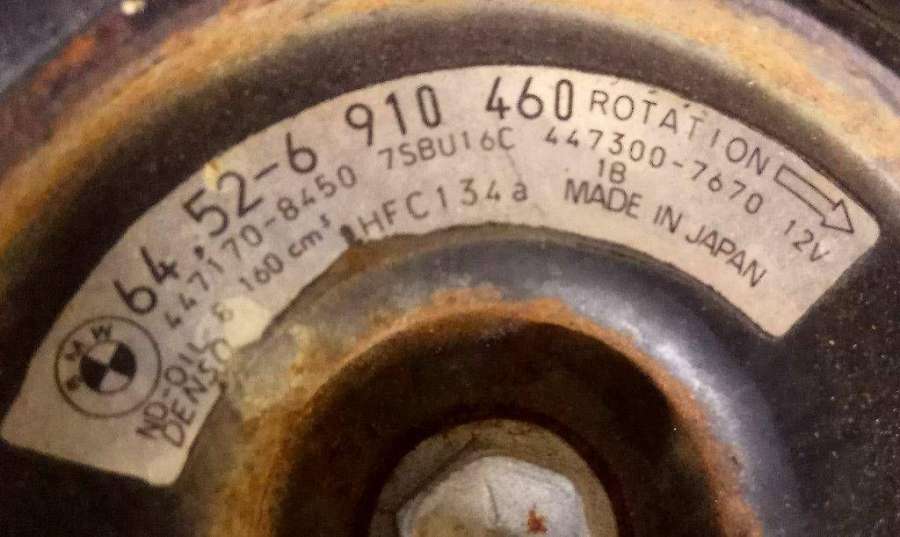 64.52-6 910 460 ROTATION
447170-8450 7SBU16C 447300-7670 12V
ND-OIL 6 160 cm³ HFC134a 1B
DENSO MADE IN JAPAN
BMW